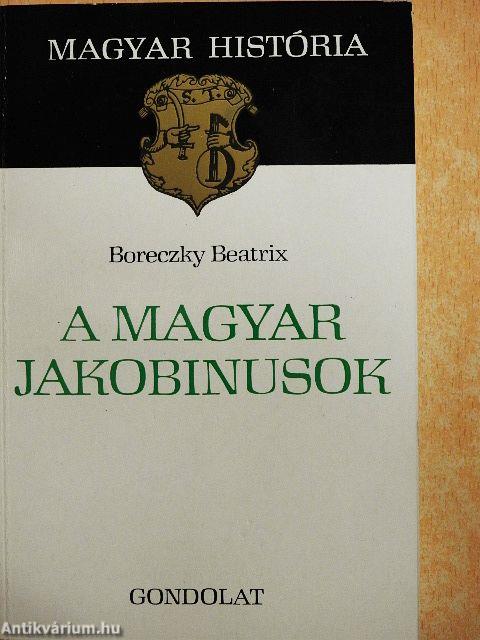 MAGYAR HISTÓRIA
S. T.
Boreczky Beatrix
A MAGYAR
JAKOBINUSOK
GONDOLAT
Antikvárium.hu